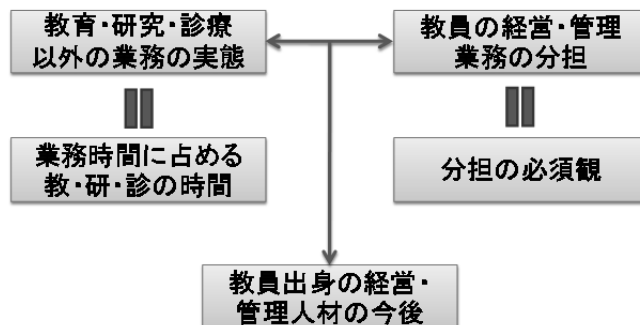 教育・研究・診療
以外の業務の実態
教員の経営・管理
業務の分担
業務時間に占める
教・研・診の時間
分担の必須観
教員出身の経営・
管理人材の今後